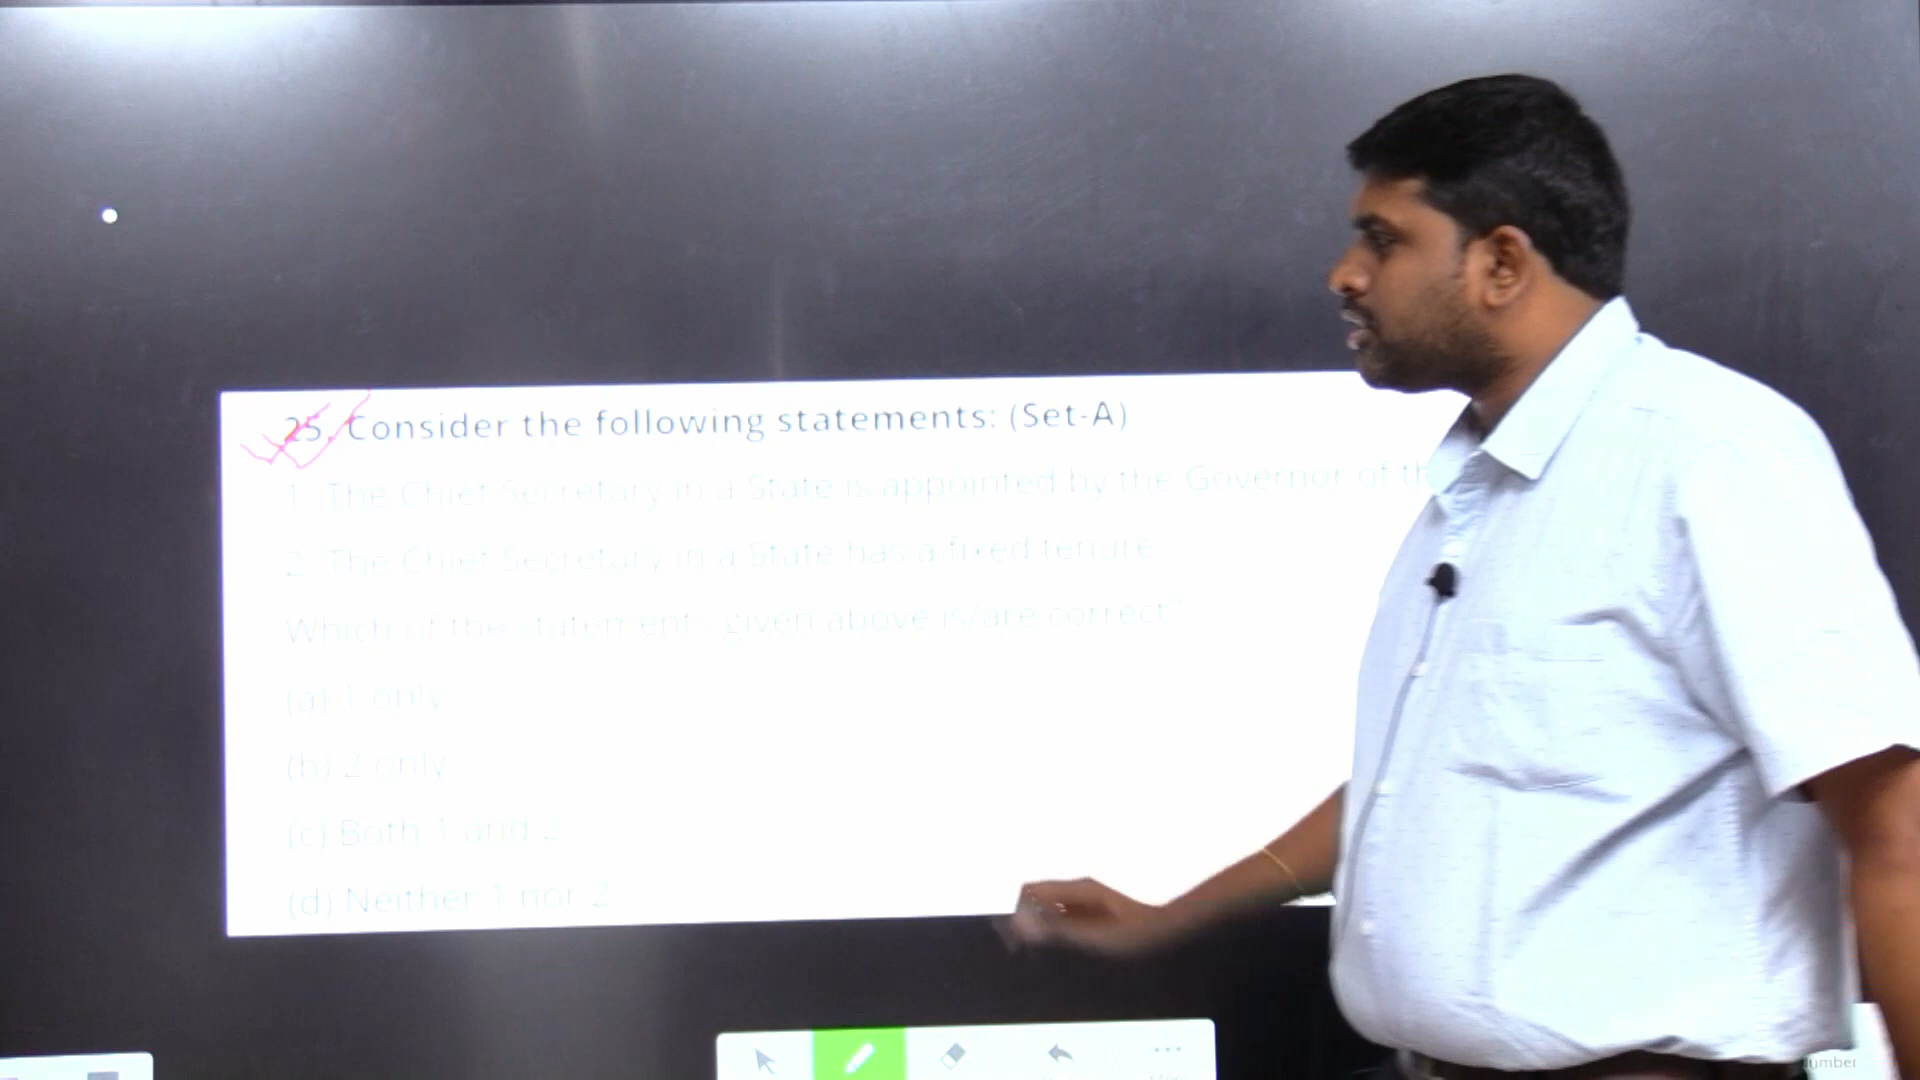 25. Consider the following statements: (Set-A)
1. The Chief Secretary in a State is appointed by the Governor of
2. The Chief Secretary in a State has a fixed tenure
Which of the statements given above is/are correct?
(a) 1 only
(b) 2 only
(c) Both 1 and 2
(d) Neither 1 nor 2